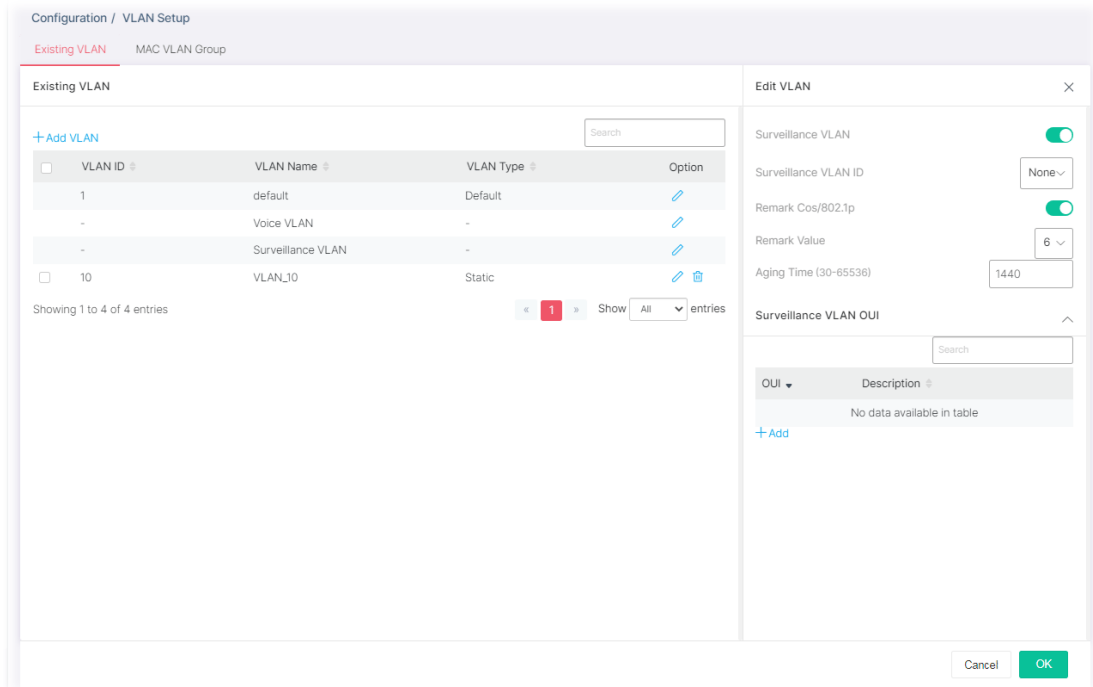 Configuration / VLAN Setup
Existing VLAN MAC VLAN Group
Existing VLAN
+ Add VLAN Search
VLAN ID VLAN Name VLAN Type Option
1 default Default
- Voice VLAN -
- Surveillance VLAN -
10 VLAN_10 Static
Showing 1 to 4 of 4 entries « 1 » Show All entries
Edit VLAN
Surveillance VLAN
Surveillance VLAN ID None
Remark Cos/802.1p
Remark Value 6
Aging Time (30-65536) 1440
Surveillance VLAN OUI
Search
OUI Description
No data available in table
+ Add
Cancel OK